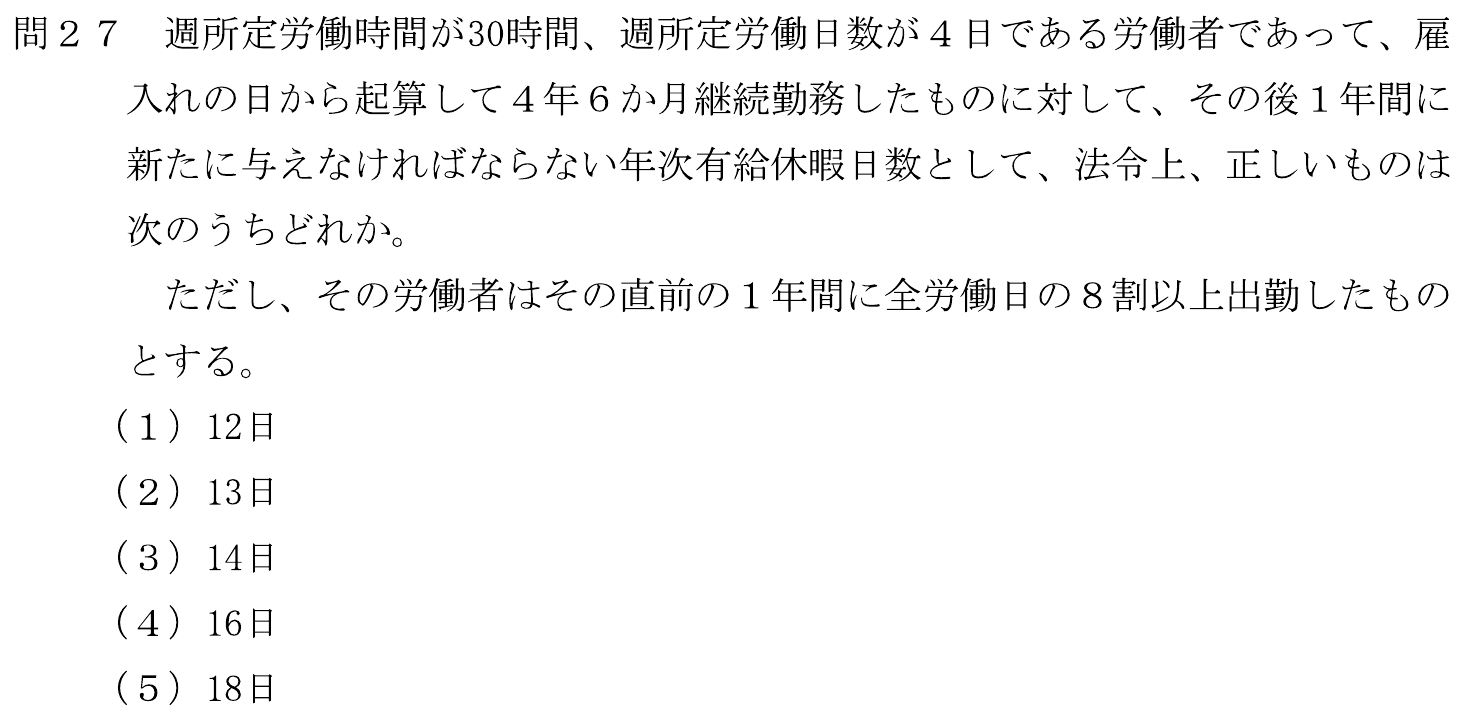 問２７　週所定労働時間が30時間、週所定労働日数が４日である労働者であって、雇
入れの日から起算して４年６か月継続勤務したものに対して、その後１年間に
新たに与えなければならない年次有給休暇日数として、法令上、正しいものは
次のうちどれか。
ただし、その労働者はその直前の１年間に全労働日の８割以上出勤したもの
とする。
（１）12日
（２）13日
（３）14日
（４）16日
（５）18日